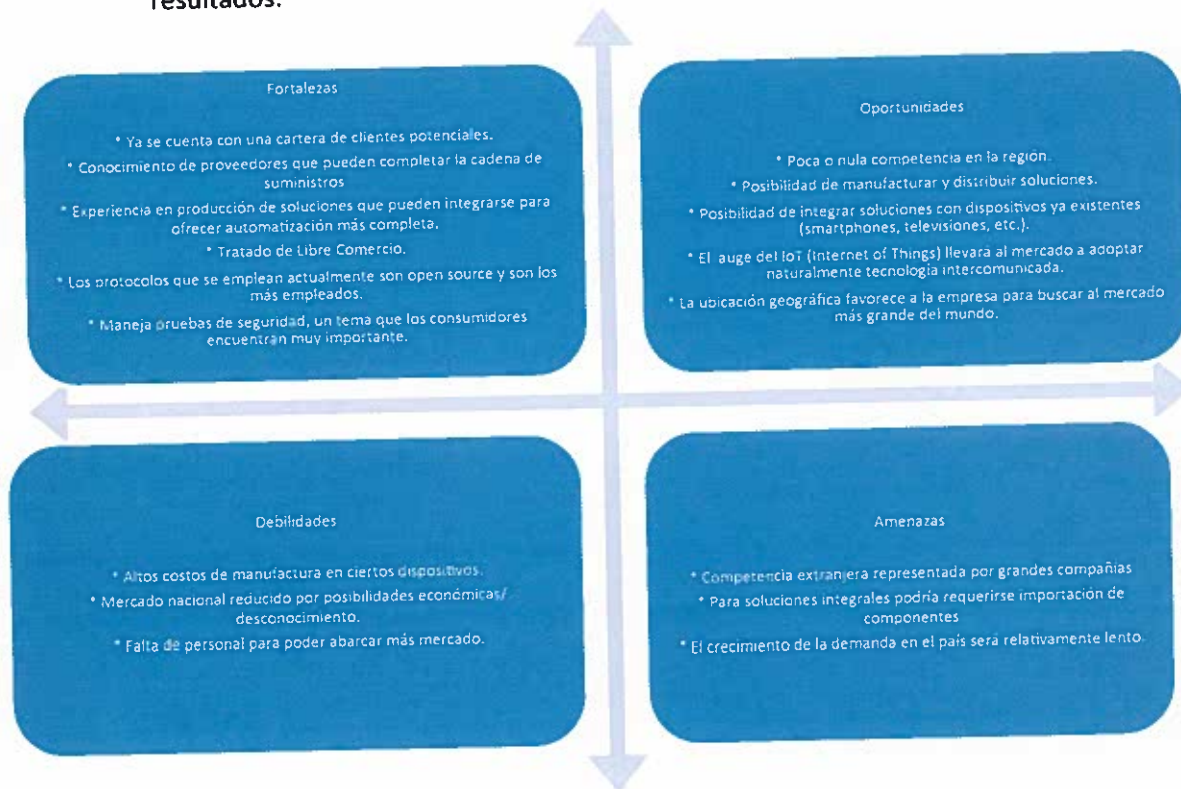 resultados.
Fortalezas
* Ya se cuenta con una cartera de clientes potenciales.
* Conocimiento de proveedores que pueden completar la cadena de
suministros
* Experiencia en producción de soluciones que pueden integrarse para
ofrecer automatización más completa.
* Tratado de Libre Comercio.
* Los protocolos que se emplean actualmente son open source y son los
más empleados.
* Maneja pruebas de seguridad, un tema que los consumidores
encuentran muy importante.
Oportunidades
* Poca o nula competencia en la región.
* Posibilidad de manufacturar y distribuir soluciones.
* Posibilidad de integrar soluciones con dispositivos ya existentes
(smartphones, televisiones, etc.).
* El auge del IoT (Internet of Things) llevará al mercado a adoptar
naturalmente tecnología intercomunicada.
* La ubicación geográfica favorece a la empresa para buscar al mercado
más grande del mundo.
Debilidades
* Altos costos de manufactura en ciertos dispositivos.
* Mercado nacional reducido por posibilidades económicas/
desconocimiento.
* Falta de personal para poder abarcar más mercado.
Amenazas
* Competencia extranjera representada por grandes compañías
* Para soluciones integrales podría requerirse importación de
componentes
* El crecimiento de la demanda en el país será relativamente lento.